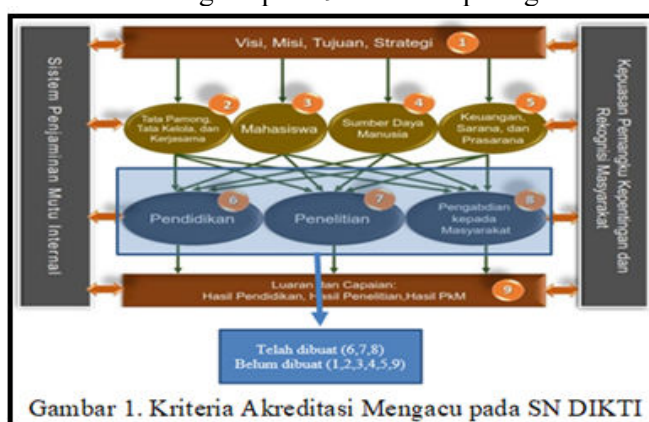 Visi, Misi, Tujuan, Strategi
1
Sistem Penjaminan Mutu Internal
Kepuasan Pemangku Kepentingan dan
Rekognisi Masyarakat
2
Tata Pamong,
Tata Kelola, dan
Kerjasama
3
Mahasiswa
4
Sumber Daya
Manusia
5
Keuangan,
Sarana, dan
Prasarana
6
Pendidikan
7
Penelitian
8
Pengabdian
kepada
Masyarakat
Luaran dan Capaian:
Hasil Pendidikan, Hasil Penelitian,Hasil PkM
9
Telah dibuat (6,7,8)
Belum dibuat (1,2,3,4,5,9)
Gambar 1. Kriteria Akreditasi Mengacu pada SN DIKTI